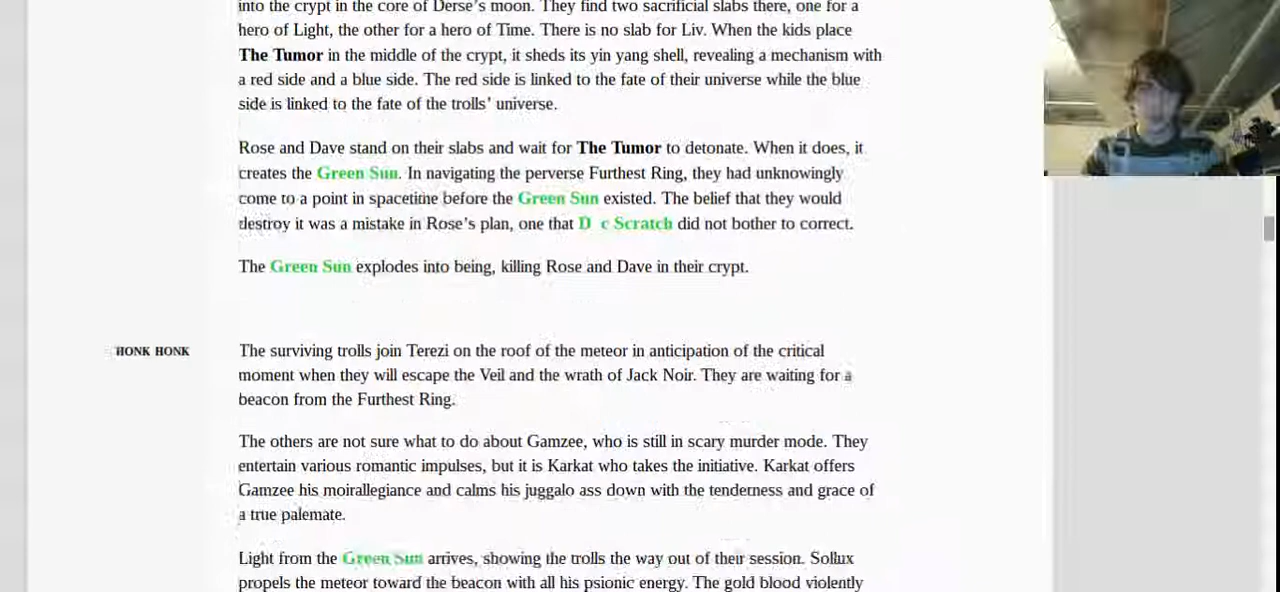 into the crypt in the core of Derse's moon. They find two sacrificial slabs there, one for a
hero of Light, the other for a hero of Time. There is no slab for Liv. When the kids place
The Tumor in the middle of the crypt, it sheds its yin yang shell, revealing a mechanism with
a red side and a blue side. The red side is linked to the fate of their universe while the blue
side is linked to the fate of the trolls' universe.
Rose and Dave stand on their slabs and wait for The Tumor to detonate. When it does, it
creates the Green Sun. In navigating the perverse Furthest Ring, they had unknowingly
come to a point in spacetime before the Green Sun existed. The belief that they would
destroy it was a mistake in Rose's plan, one that D c Scratch did not bother to correct.
The Green Sun explodes into being, killing Rose and Dave in their crypt.
HONK HONK
The surviving trolls join Terezi on the roof of the meteor in anticipation of the critical
moment when they will escape the Veil and the wrath of Jack Noir. They are waiting for a
beacon from the Furthest Ring.
The others are not sure what to do about Gamzee, who is still in scary murder mode. They
entertain various romantic impulses, but it is Karkat who takes the initiative. Karkat offers
Gamzee his moirallegiance and calms his juggalo ass down with the tenderness and grace of
a true palemate.
Light from the Green Sun arrives, showing the trolls the way out of their session. Sollux
propels the meteor toward the beacon with all his psionic energy. The gold blood violently